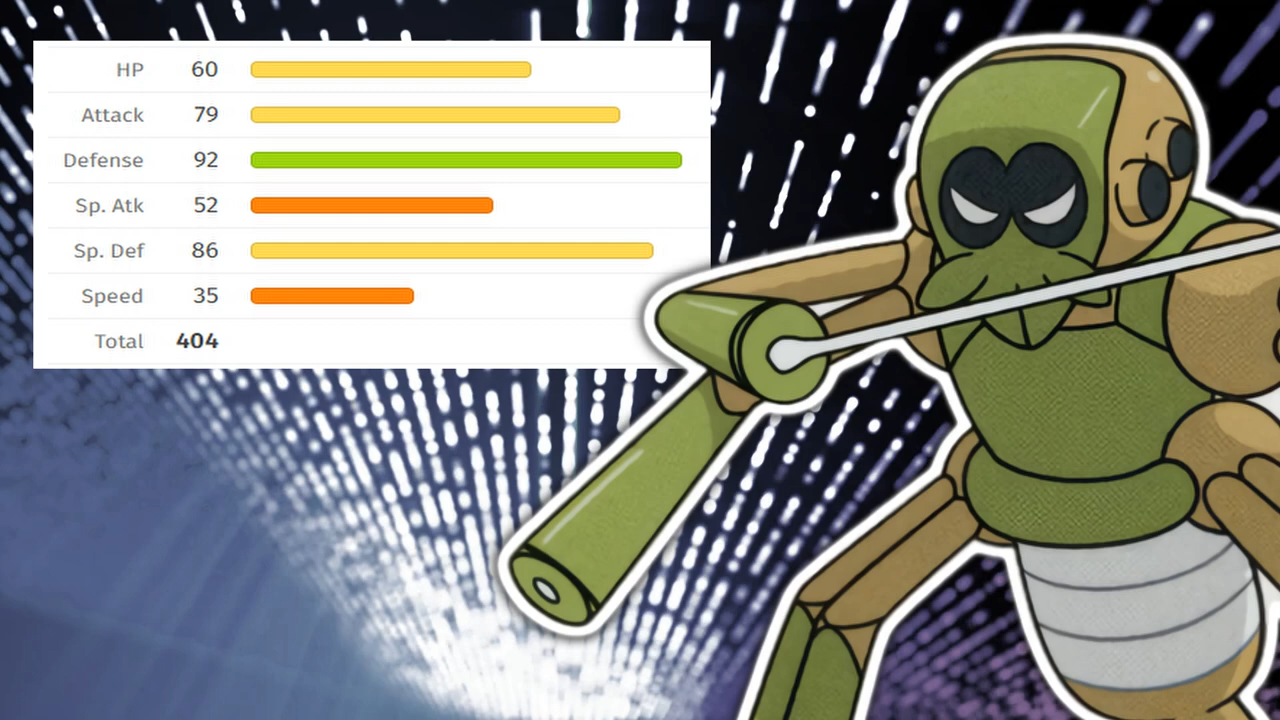 HP 60
Attack 79
Defense 92
Sp. Atk 52
Sp. Def 86
Speed 35
Total 404